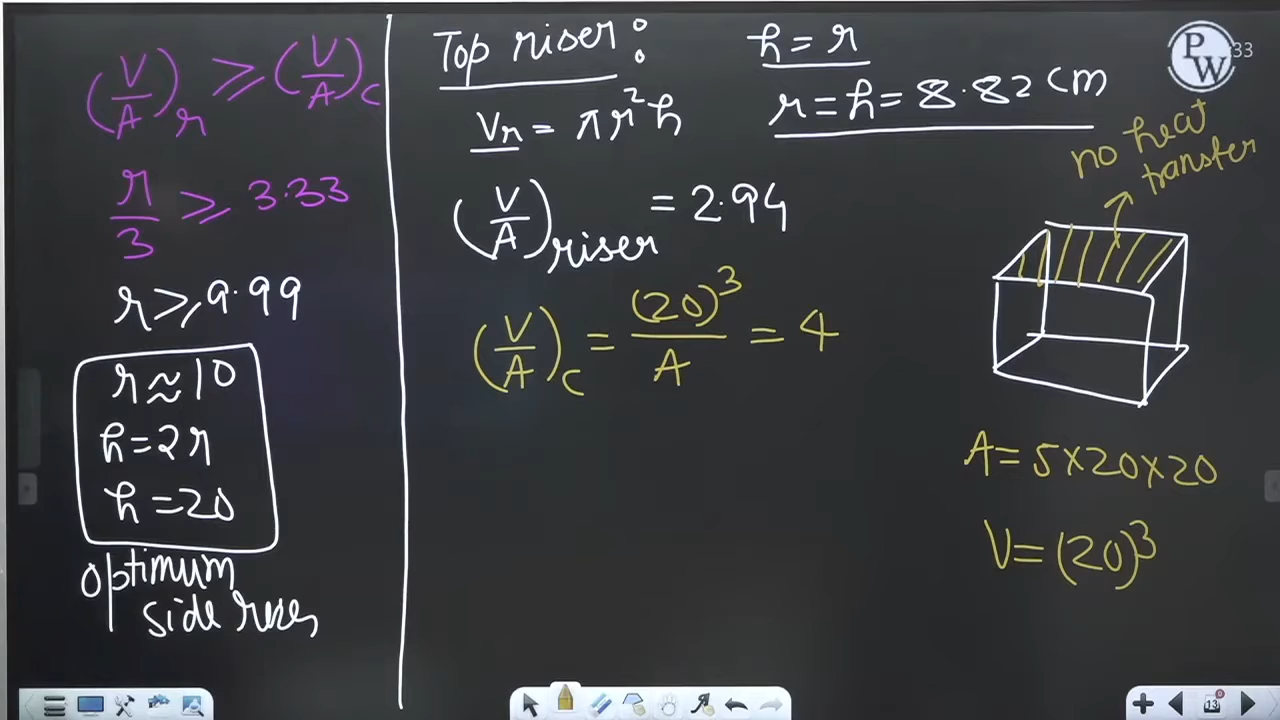 (V/A)r ≥ (V/A)c
r/3 ≥ 3.33
r ≥ 9.99
r ≈ 10
h = 2r
h = 20
optimum
side riser
Top riser:
Vr = πr²h
(V/A)riser = 2.94
(V/A)c = (20)³/A = 4
h = r
r = h = 8.82 cm
PW
33
no heat
transfer
A = 5×20×20
V = (20)³
13